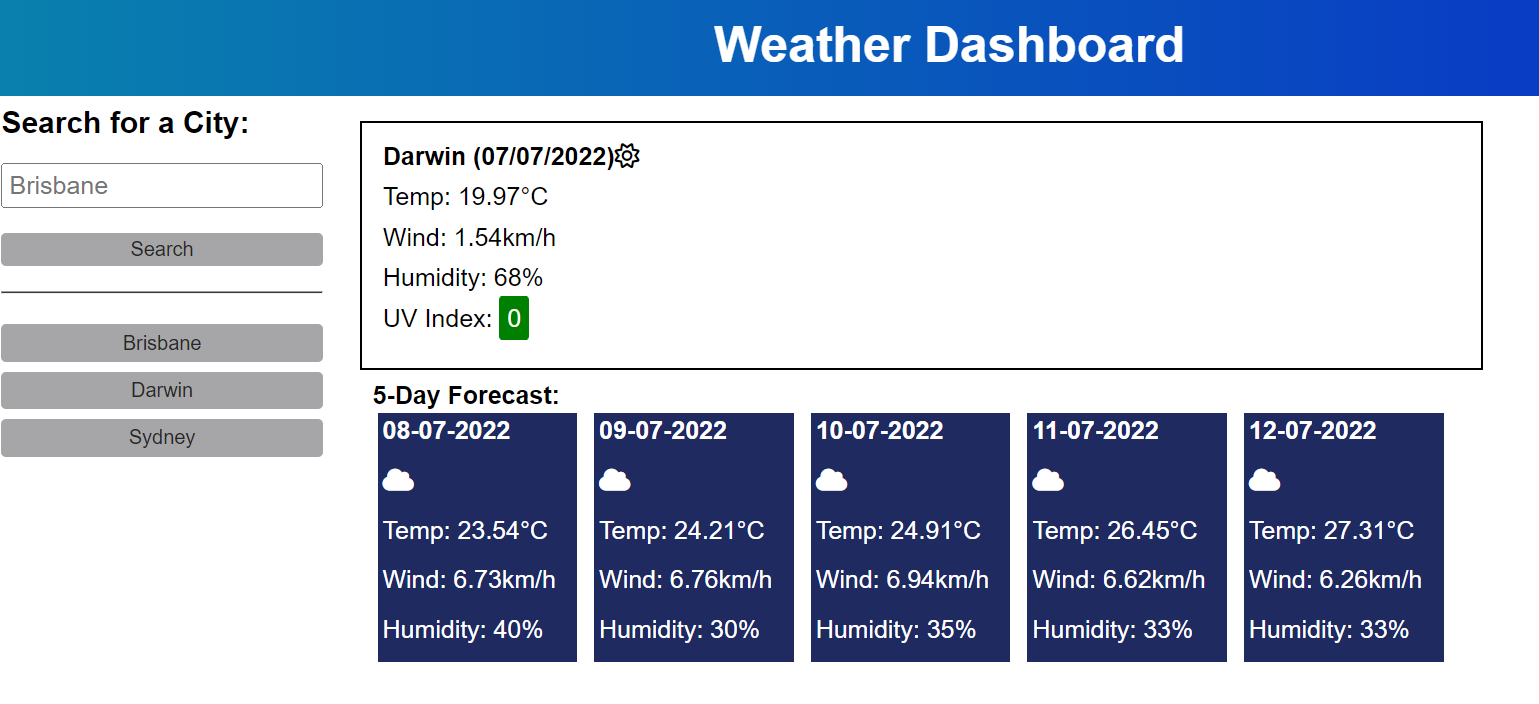 Weather Dashboard
Search for a City:
Brisbane
Search
Brisbane
Darwin
Sydney
Darwin (07/07/2022)
Temp: 19.97°C
Wind: 1.54km/h
Humidity: 68%
UV Index: 0
5-Day Forecast:
08-07-2022
Temp: 23.54°C
Wind: 6.73km/h
Humidity: 40%
09-07-2022
Temp: 24.21°C
Wind: 6.76km/h
Humidity: 30%
10-07-2022
Temp: 24.91°C
Wind: 6.94km/h
Humidity: 35%
11-07-2022
Temp: 26.45°C
Wind: 6.62km/h
Humidity: 33%
12-07-2022
Temp: 27.31°C
Wind: 6.26km/h
Humidity: 33%